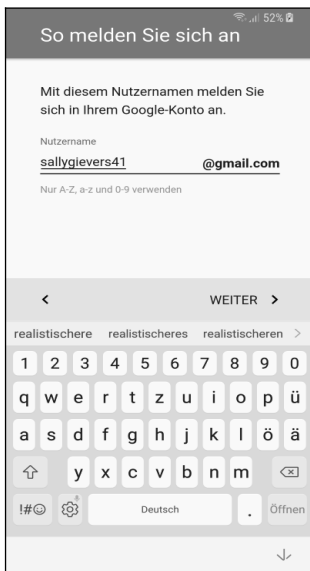 52%
So melden Sie sich an
Mit diesem Nutzernamen melden Sie
sich in Ihrem Google-Konto an.
Nutzername
sallygievers41 @gmail.com
Nur A-Z, a-z und 0-9 verwenden
< WEITER >
realistischere realistischeres realistischeren >
1 2 3 4 5 6 7 8 9 0
q w e r t z u i o p ü
a s d f g h j k l ö ä
y x c v b n m
!#☺ Deutsch . Öffnen